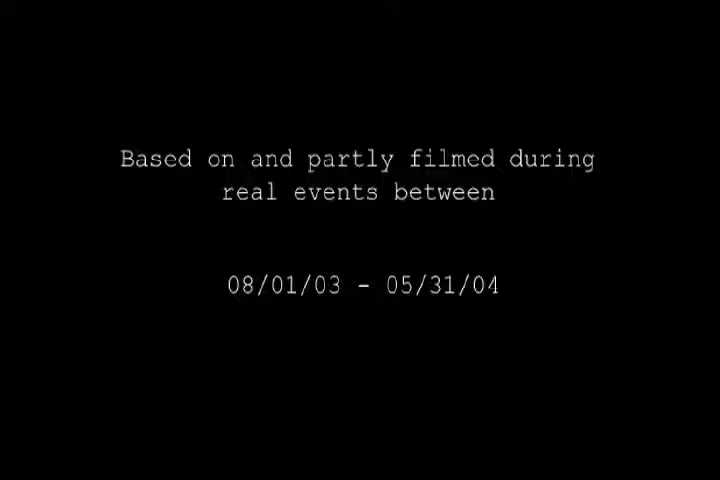 Based on and partly filmed during
real events between
08/01/03 - 05/31/04